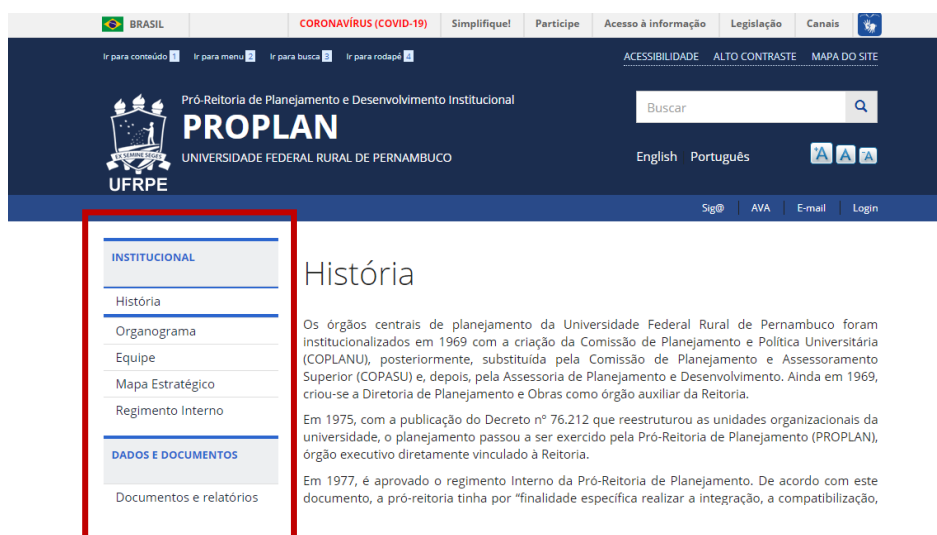 BRASIL
CORONAVÍRUS (COVID-19)
Simplifique!
Participe
Acesso à informação
Legislação
Canais
Ir para conteúdo 1
Ir para menu 2
Ir para busca 3
Ir para rodapé 4
ACESSIBILIDADE
ALTO CONTRASTE
MAPA DO SITE
Pró-Reitoria de Planejamento e Desenvolvimento Institucional
PROPLAN
UNIVERSIDADE FEDERAL RURAL DE PERNAMBUCO
EX SEMINE SEGES
UFRPE
Buscar
English
Português
+A
A
-A
Sig@
AVA
E-mail
Login
INSTITUCIONAL
História
Organograma
Equipe
Mapa Estratégico
Regimento Interno
DADOS E DOCUMENTOS
Documentos e relatórios
História
Os órgãos centrais de planejamento da Universidade Federal Rural de Pernambuco foram
institucionalizados em 1969 com a criação da Comissão de Planejamento e Política Universitária
(COPLANU), posteriormente, substituída pela Comissão de Planejamento e Assessoramento
Superior (COPASU) e, depois, pela Assessoria de Planejamento e Desenvolvimento. Ainda em 1969,
criou-se a Diretoria de Planejamento e Obras como órgão auxiliar da Reitoria.
Em 1975, com a publicação do Decreto nº 76.212 que reestruturou as unidades organizacionais da
universidade, o planejamento passou a ser exercido pela Pró-Reitoria de Planejamento (PROPLAN),
órgão executivo diretamente vinculado à Reitoria.
Em 1977, é aprovado o regimento Interno da Pró-Reitoria de Planejamento. De acordo com este
documento, a pró-reitoria tinha por “finalidade específica realizar a integração, a compatibilização,